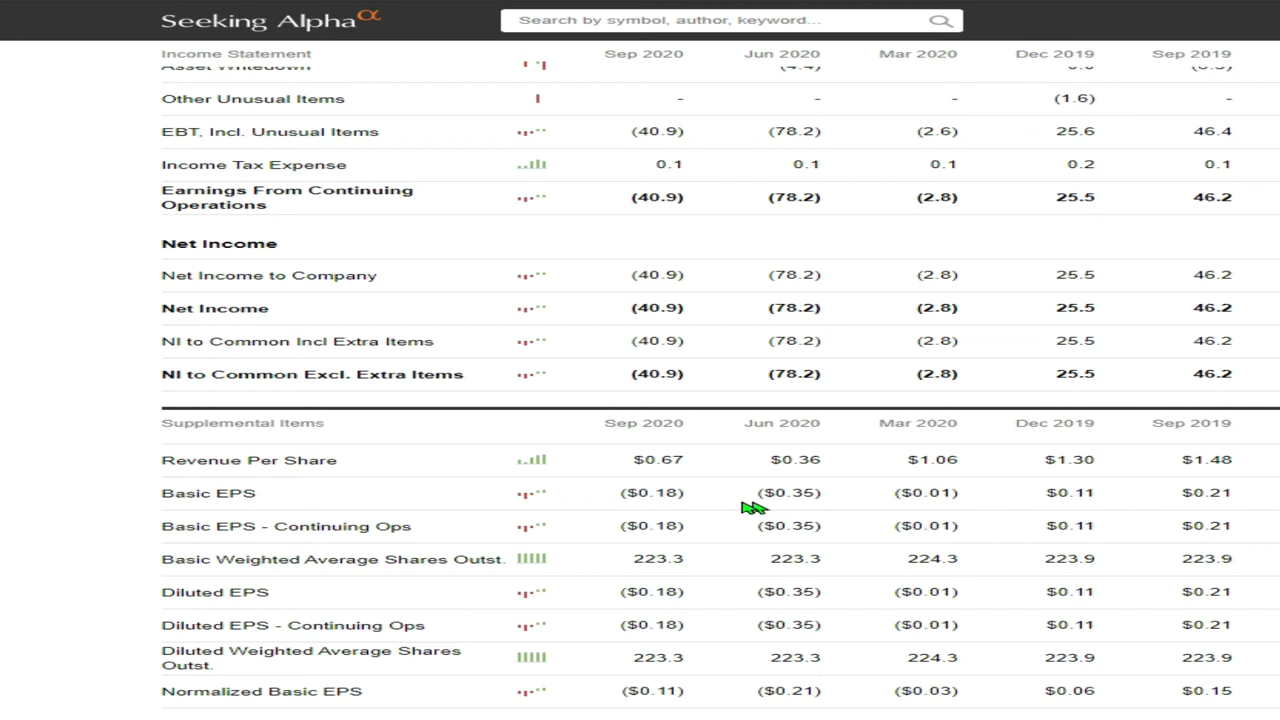 Seeking Alpha α Search by symbol, author, keyword...
Income Statement Sep 2020 Jun 2020 Mar 2020 Dec 2019 Sep 2019
Asset Writedown (4.4)
Other Unusual Items - - - (1.6) -
EBT, Incl. Unusual Items (40.9) (78.2) (2.6) 25.6 46.4
Income Tax Expense 0.1 0.1 0.1 0.2 0.1
Earnings From Continuing
Operations (40.9) (78.2) (2.8) 25.5 46.2
Net Income
Net Income to Company (40.9) (78.2) (2.8) 25.5 46.2
Net Income (40.9) (78.2) (2.8) 25.5 46.2
NI to Common Incl Extra Items (40.9) (78.2) (2.8) 25.5 46.2
NI to Common Excl. Extra Items (40.9) (78.2) (2.8) 25.5 46.2
Supplemental Items Sep 2020 Jun 2020 Mar 2020 Dec 2019 Sep 2019
Revenue Per Share $0.67 $0.36 $1.06 $1.30 $1.48
Basic EPS ($0.18) ($0.35) ($0.01) $0.11 $0.21
Basic EPS - Continuing Ops ($0.18) ($0.35) ($0.01) $0.11 $0.21
Basic Weighted Average Shares Outst. 223.3 223.3 224.3 223.9 223.9
Diluted EPS ($0.18) ($0.35) ($0.01) $0.11 $0.21
Diluted EPS - Continuing Ops ($0.18) ($0.35) ($0.01) $0.11 $0.21
Diluted Weighted Average Shares
Outst. 223.3 223.3 224.3 223.9 223.9
Normalized Basic EPS ($0.11) ($0.21) ($0.03) $0.06 $0.15